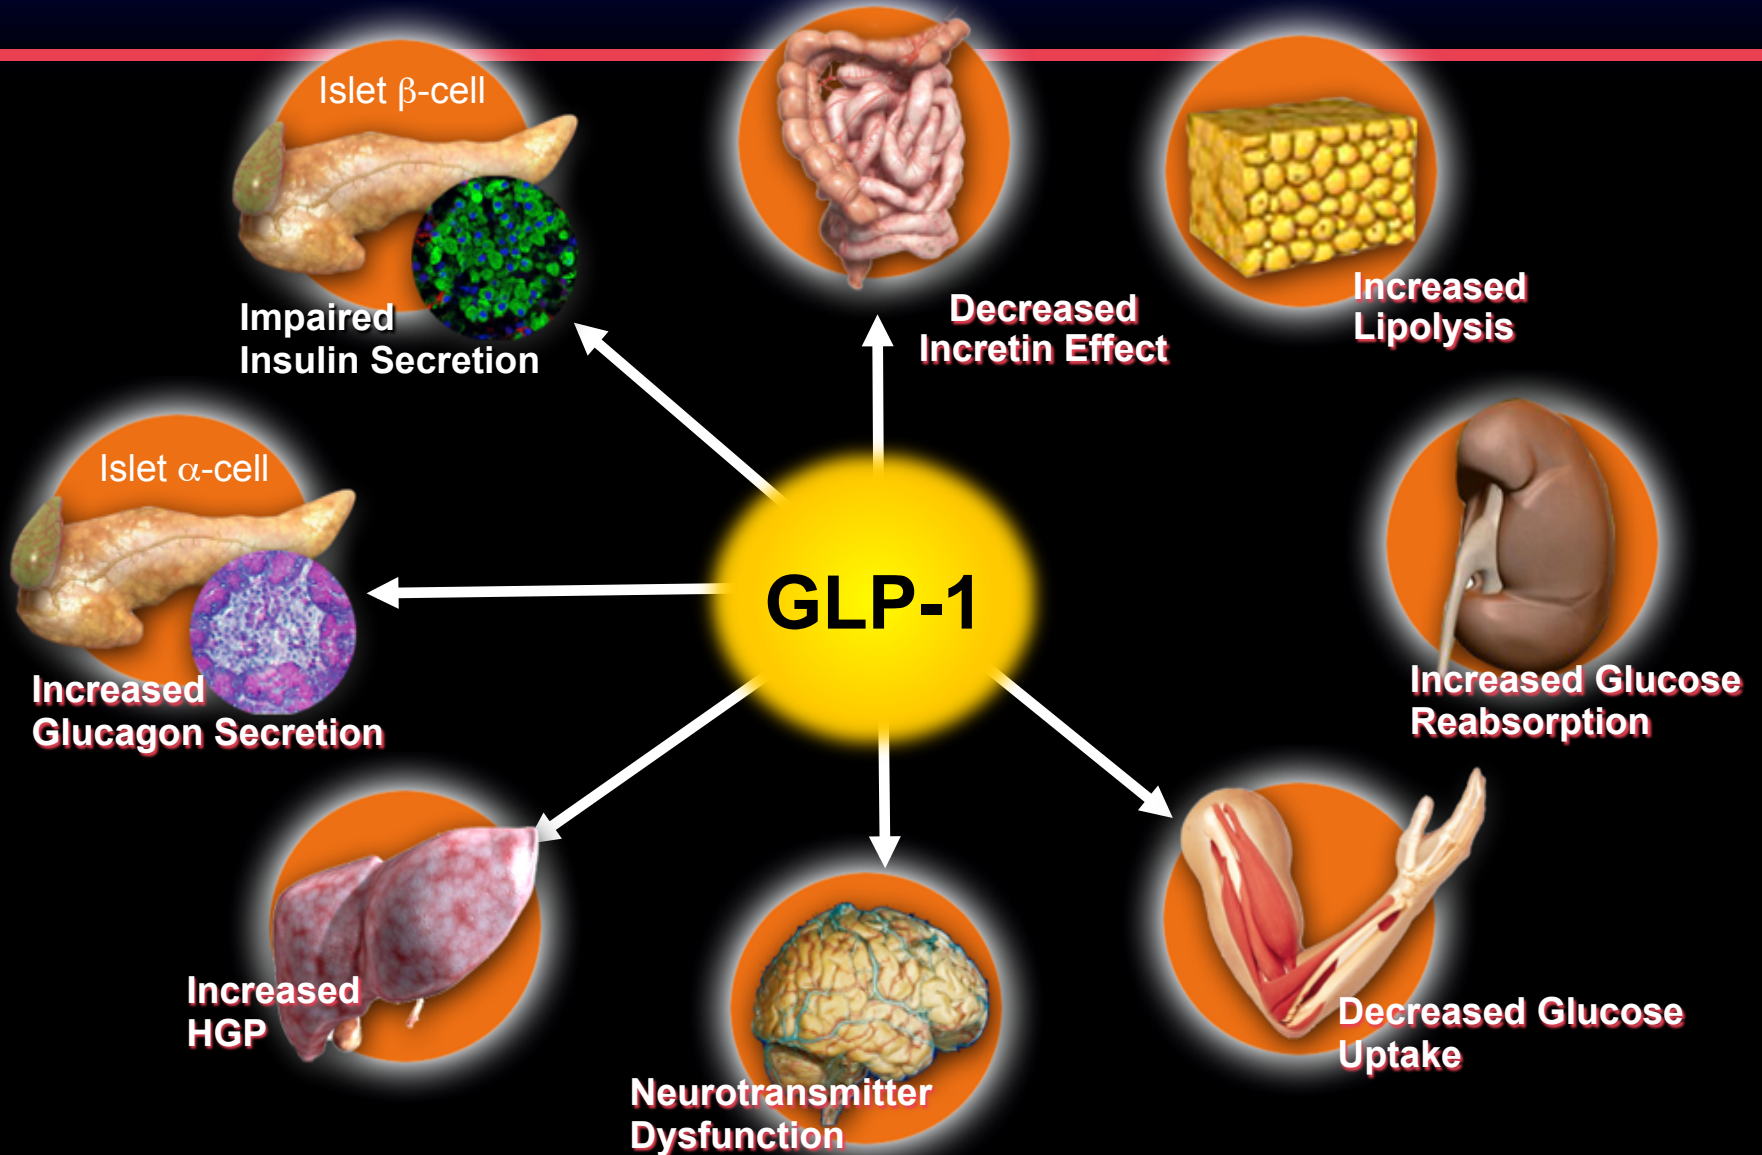 Islet β-cell
Impaired
Insulin Secretion
Decreased
Incretin Effect
Increased
Lipolysis
Islet α-cell
Increased
Glucagon Secretion
GLP-1
Increased Glucose
Reabsorption
Increased
HGP
Neurotransmitter
Dysfunction
Decreased Glucose
Uptake